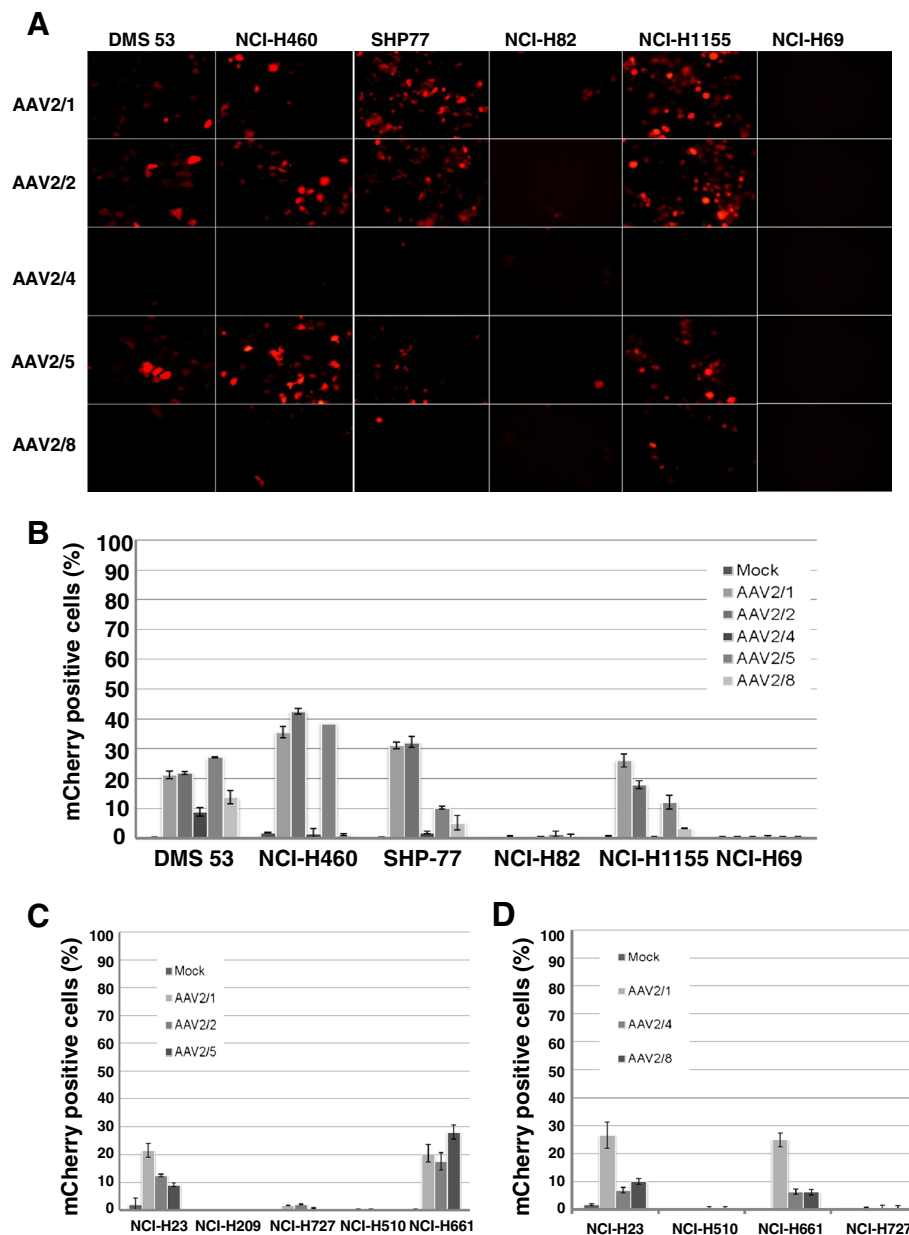 A
DMS 53 NCI-H460 SHP77 NCI-H82 NCI-H1155 NCI-H69
AAV2/1
AAV2/2
AAV2/4
AAV2/5
AAV2/8
B
mCherry positive cells (%)
100
90
80
70
60
50
40
30
20
10
0
Mock
AAV2/1
AAV2/2
AAV2/4
AAV2/5
AAV2/8
DMS 53 NCI-H460 SHP-77 NCI-H82 NCI-H1155 NCI-H69
C
mCherry positive cells (%)
100
90
80
70
60
50
40
30
20
10
0
Mock
AAV2/1
AAV2/2
AAV2/5
NCI-H23 NCI-H209 NCI-H727 NCI-H510 NCI-H661
D
mCherry positive cells (%)
100
90
80
70
60
50
40
30
20
10
0
Mock
AAV2/1
AAV2/4
AAV2/8
NCI-H23 NCI-H510 NCI-H661 NCI-H727